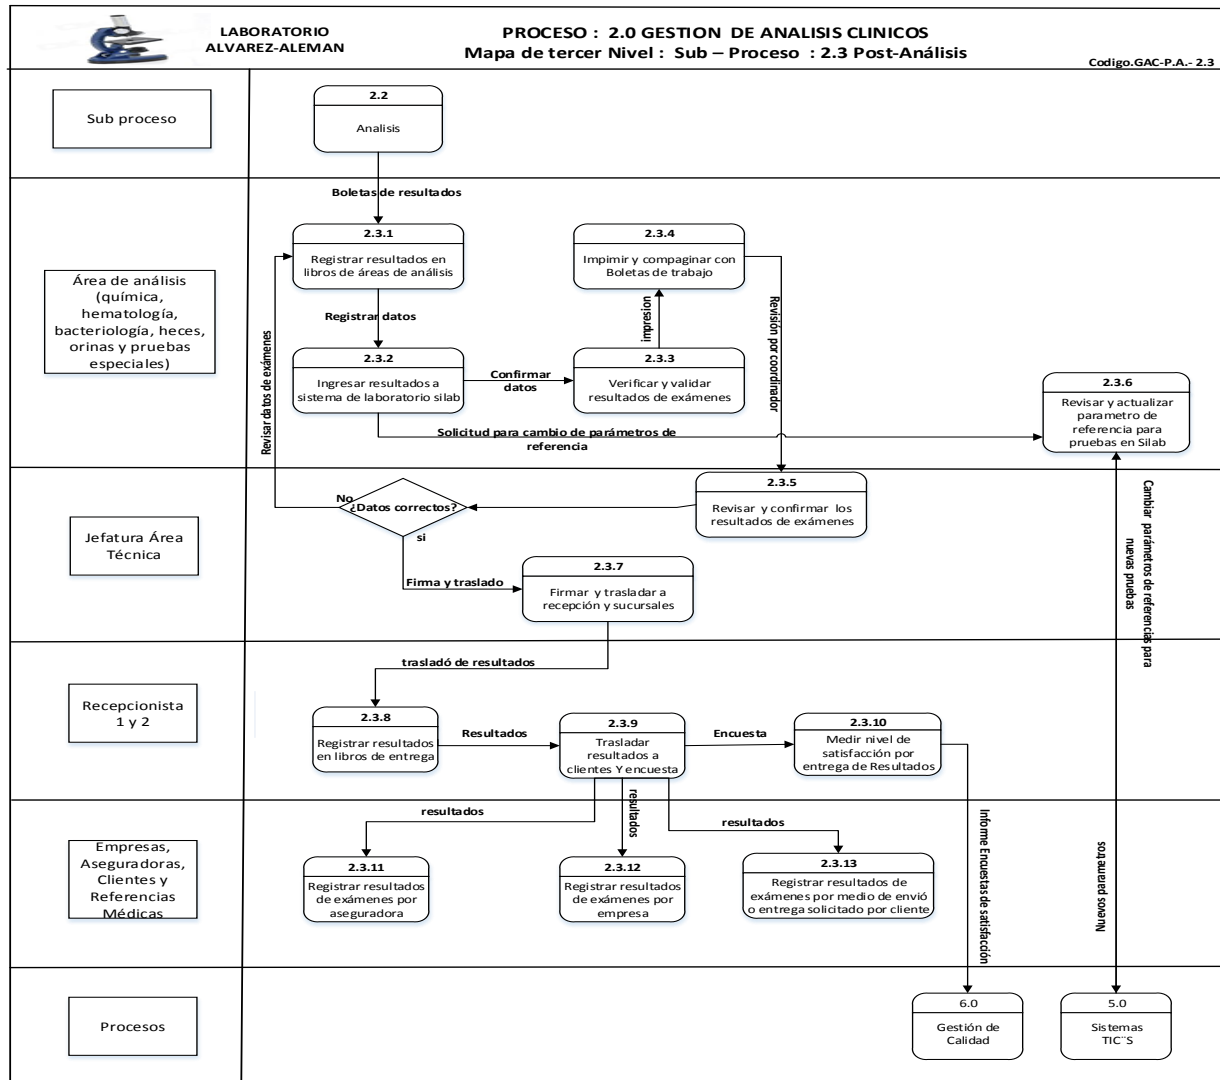 LABORATORIO
ALVAREZ-ALEMAN
PROCESO : 2.0 GESTION DE ANALISIS CLINICOS
Mapa de tercer Nivel : Sub – Proceso : 2.3 Post-Análisis
Codigo.GAC-P.A.- 2.3
Sub proceso
2.2
Analisis
Boletas de resultados
Área de análisis
(química,
hematología,
bacteriología, heces,
orinas y pruebas
especiales)
2.3.1
Registrar resultados en
libros de áreas de análisis
2.3.4
Impimir y compaginar con
Boletas de trabajo
Registrar datos
impresion
Revisión por coordinador
Revisar datos de exámenes
2.3.2
Ingresar resultados a
sistema de laboratorio silab
Confirmar
datos
2.3.3
Verificar y validar
resultados de exámenes
2.3.6
Revisar y actualizar
parametro de
referencia para
pruebas en Silab
Solicitud para cambio de parámetros de
referencia
Jefatura Área
Técnica
No
¿Datos correctos?
si
2.3.5
Revisar y confirmar los
resultados de exámenes
Cambiar parámetros de referencias para
nuevas pruebas
Firma y traslado
2.3.7
Firmar y trasladar a
recepción y sucursales
trasladó de resultados
Recepcionista
1 y 2
2.3.8
Registrar resultados
en libros de entrega
Resultados
2.3.9
Trasladar
resultados a
clientes Y encuesta
Encuesta
2.3.10
Medir nivel de
satisfacción por
entrega de Resultados
Empresas,
Aseguradoras,
Clientes y
Referencias
Médicas
resultados
resultados
resultados
Informe Encuestas de satisfacción
Nuevos parametros
2.3.11
Registrar resultados
de exámenes por
aseguradora
2.3.12
Registrar resultados
de exámenes por
empresa
2.3.13
Registrar resultados de
exámenes por medio de envió
o entrega solicitado por cliente
Procesos
6.0
Gestión de
Calidad
5.0
Sistemas
TIC¨S